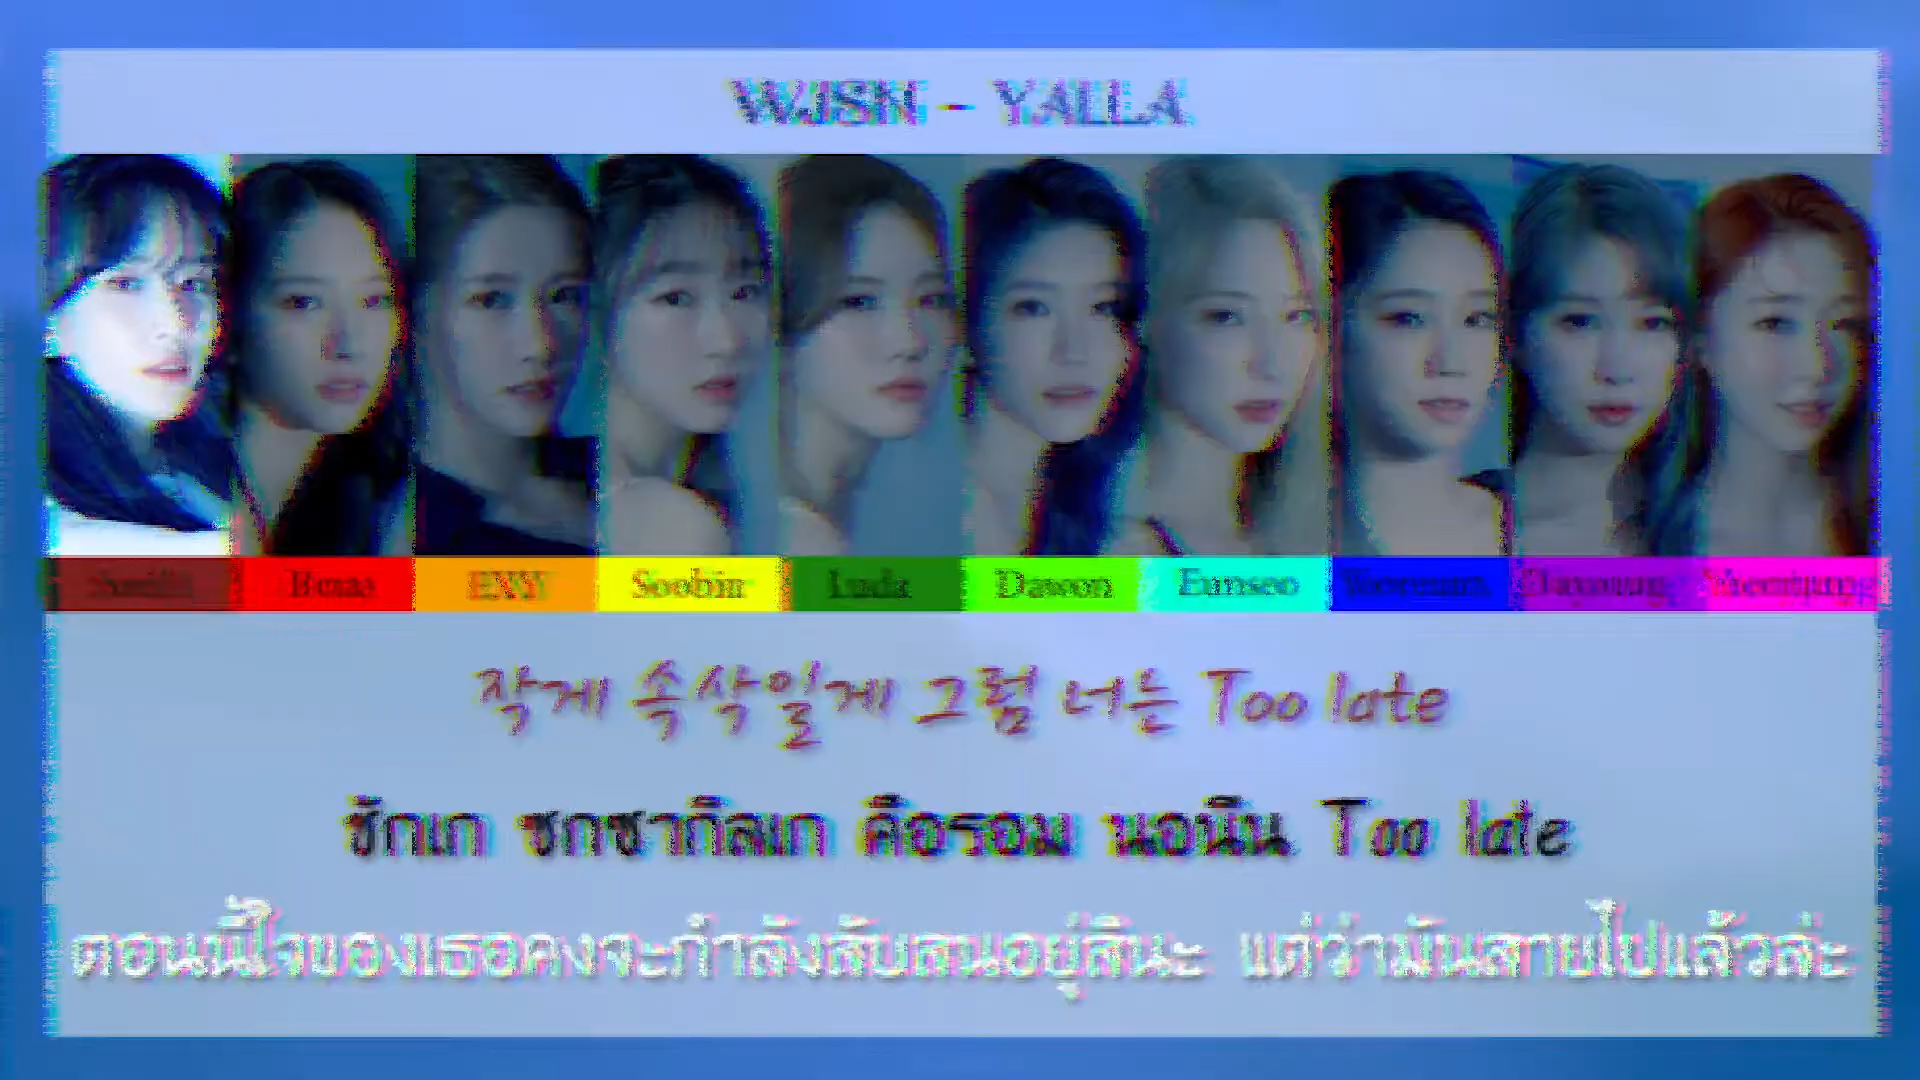 WJSN - YALLA
Bona EXY Soobin Luda Dawon Eunseo Yeoreum Dayoung
작게 속삭일게 그럼 너는 Too late
ชักเก ซกซากิลเก คือรอม นอนึน Too late
ตอนนี้ใจของเธอคงจะกำลังสับสนอยู่สินะ แต่ว่ามันสายไปแล้วล่ะ